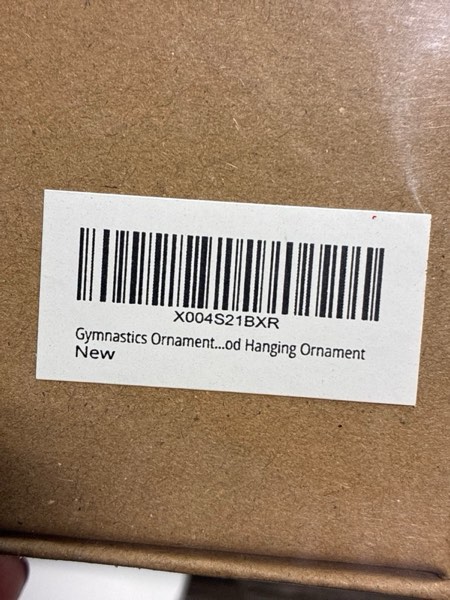 X004S21BXR
Gymnastics Ornament...od Hanging Ornament
New